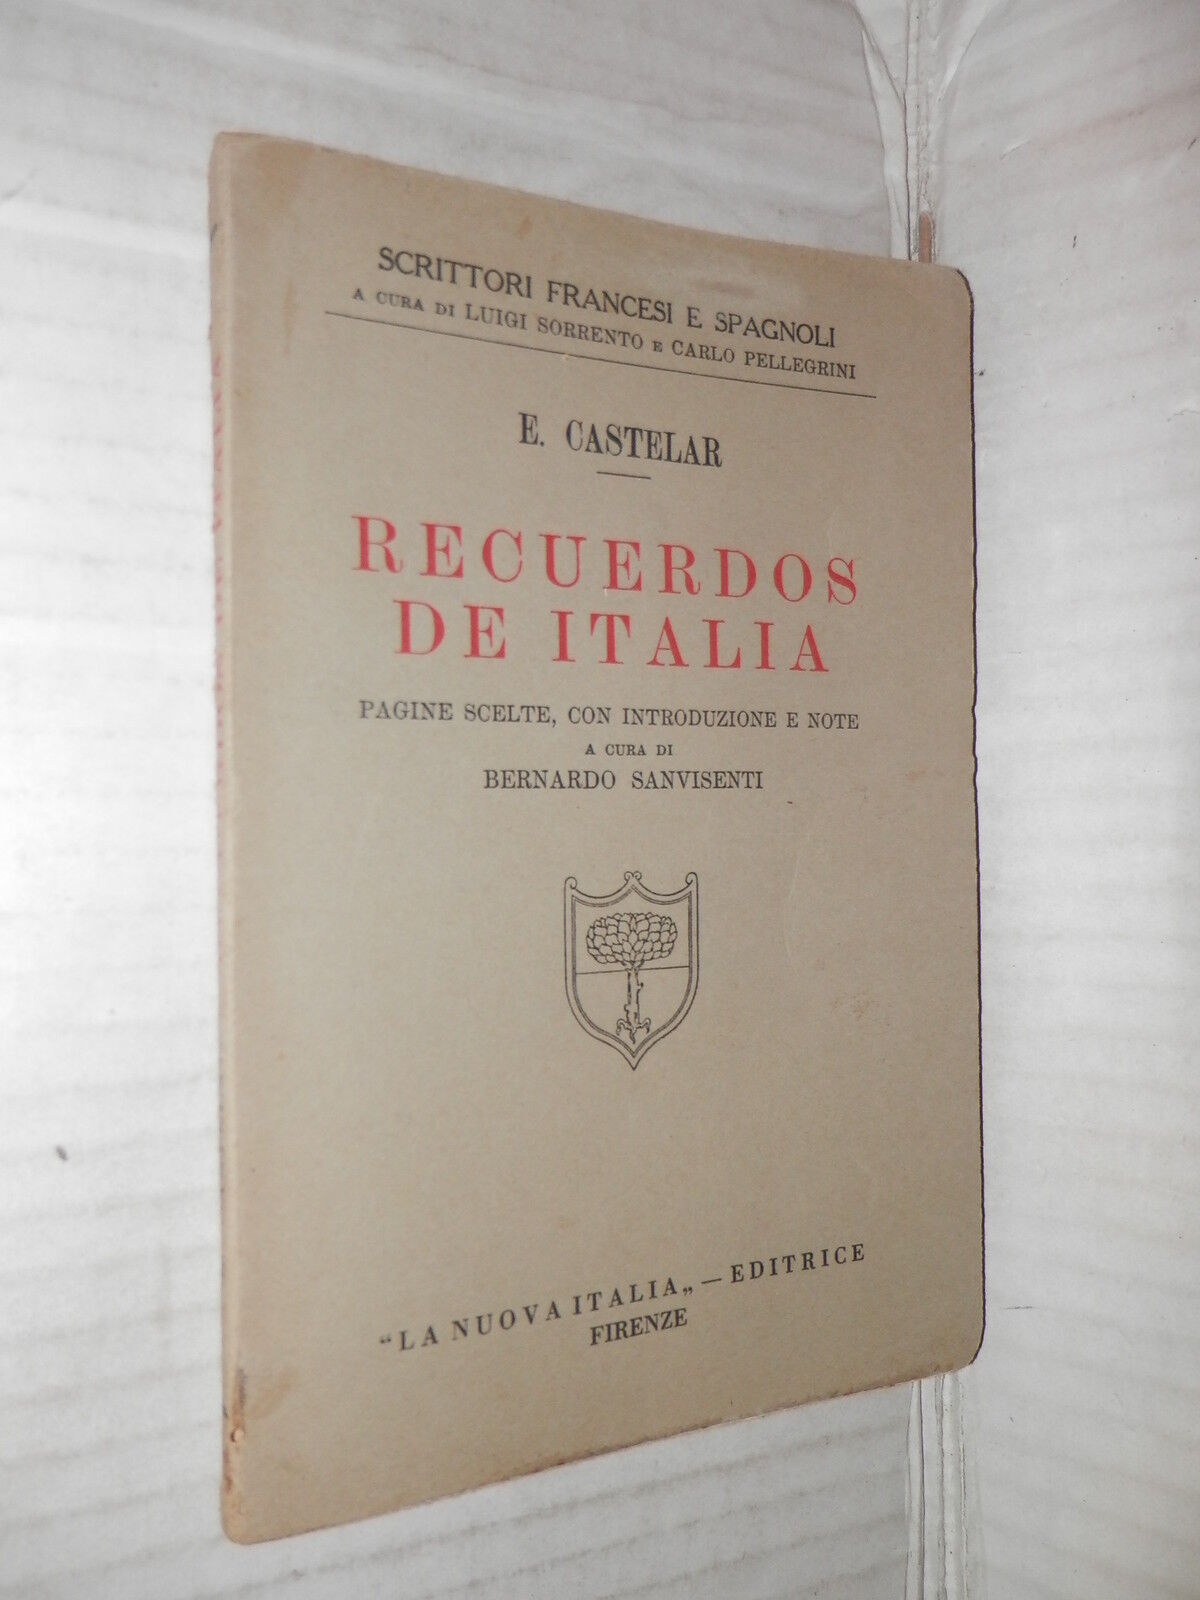 SCRITTORI FRANCESI E SPAGNOLI
A CURA DI LUIGI SORRENTO E CARLO PELLEGRINI
E. CASTELAR
RECUERDOS
DE ITALIA
PAGINE SCELTE, CON INTRODUZIONE E NOTE
A CURA DI
BERNARDO SANVISENTI
“LA NUOVA ITALIA„ — EDITRICE
FIRENZE